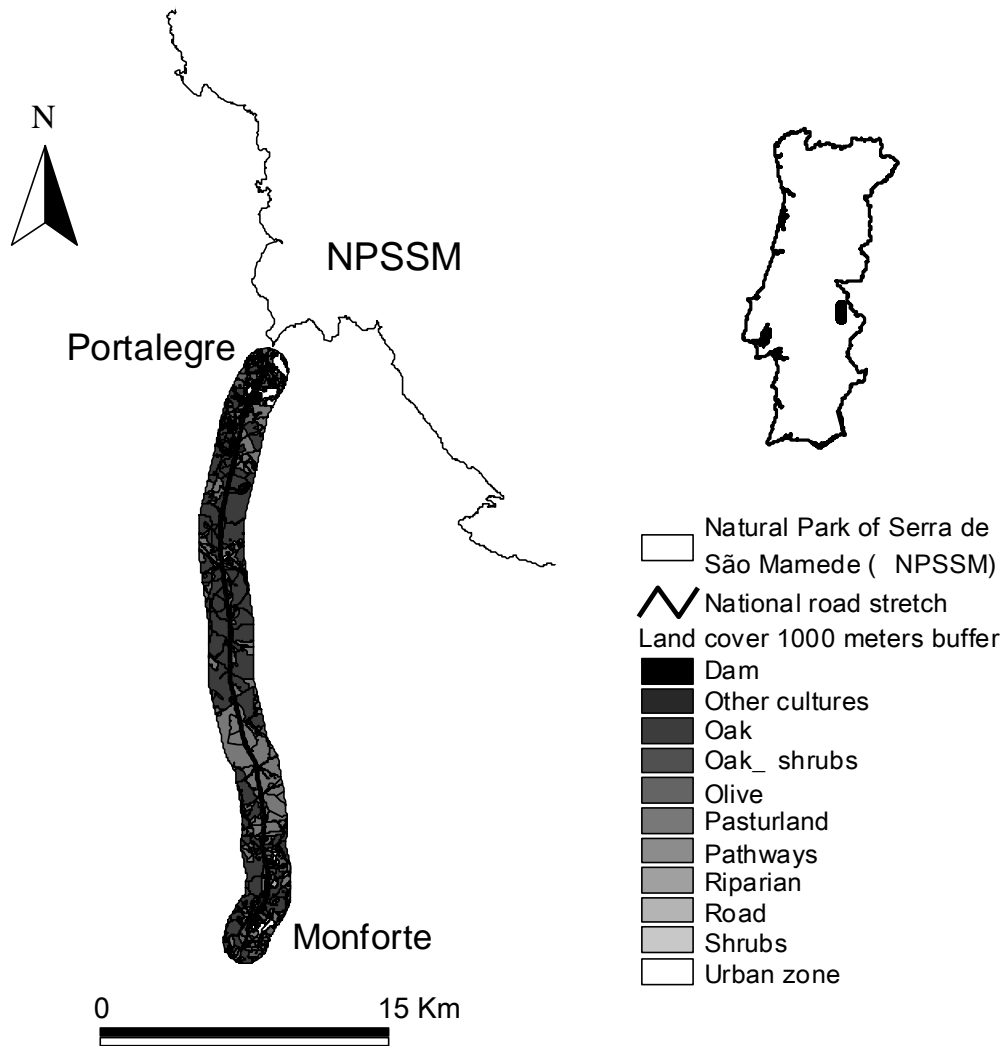 N
NPSSM
Portalegre
Monforte
0 15 Km
Natural Park of Serra de
São Mamede ( NPSSM)
National road stretch
Land cover 1000 meters buffer
Dam
Other cultures
Oak
Oak_ shrubs
Olive
Pasturland
Pathways
Riparian
Road
Shrubs
Urban zone